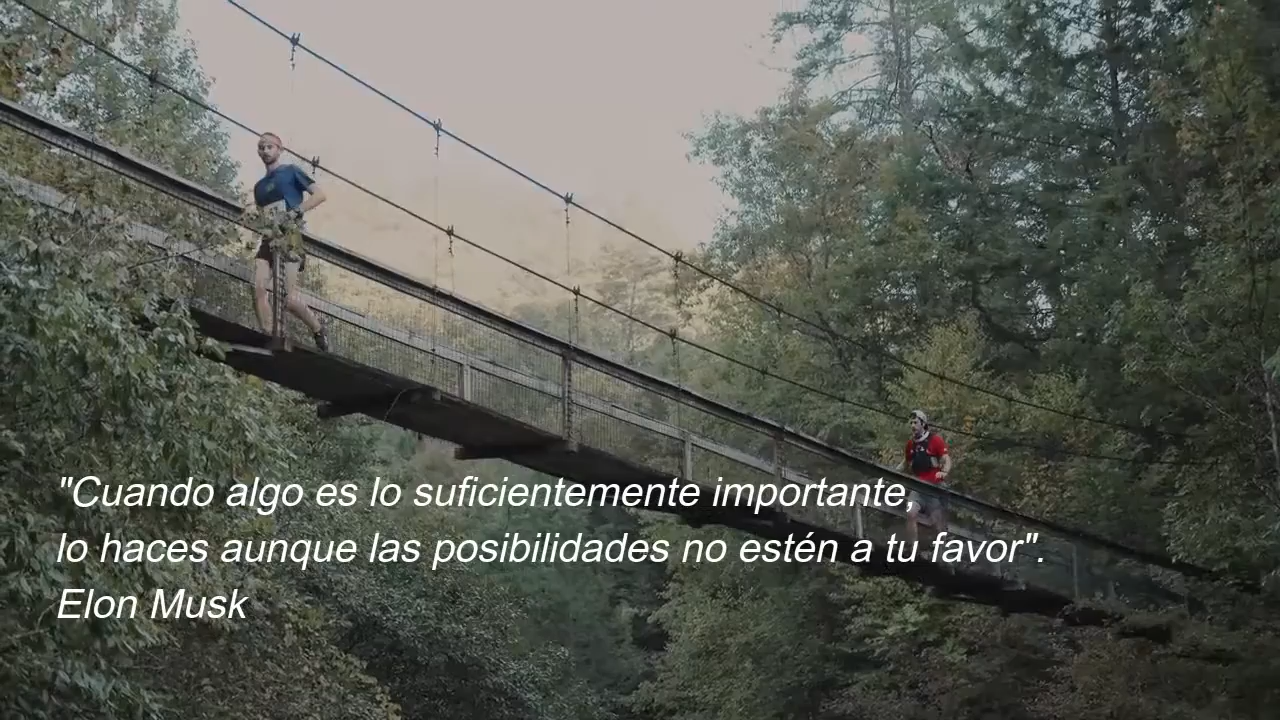 "Cuando algo es lo suficientemente importante,
lo haces aunque las posibilidades no estén a tu favor".
Elon Musk